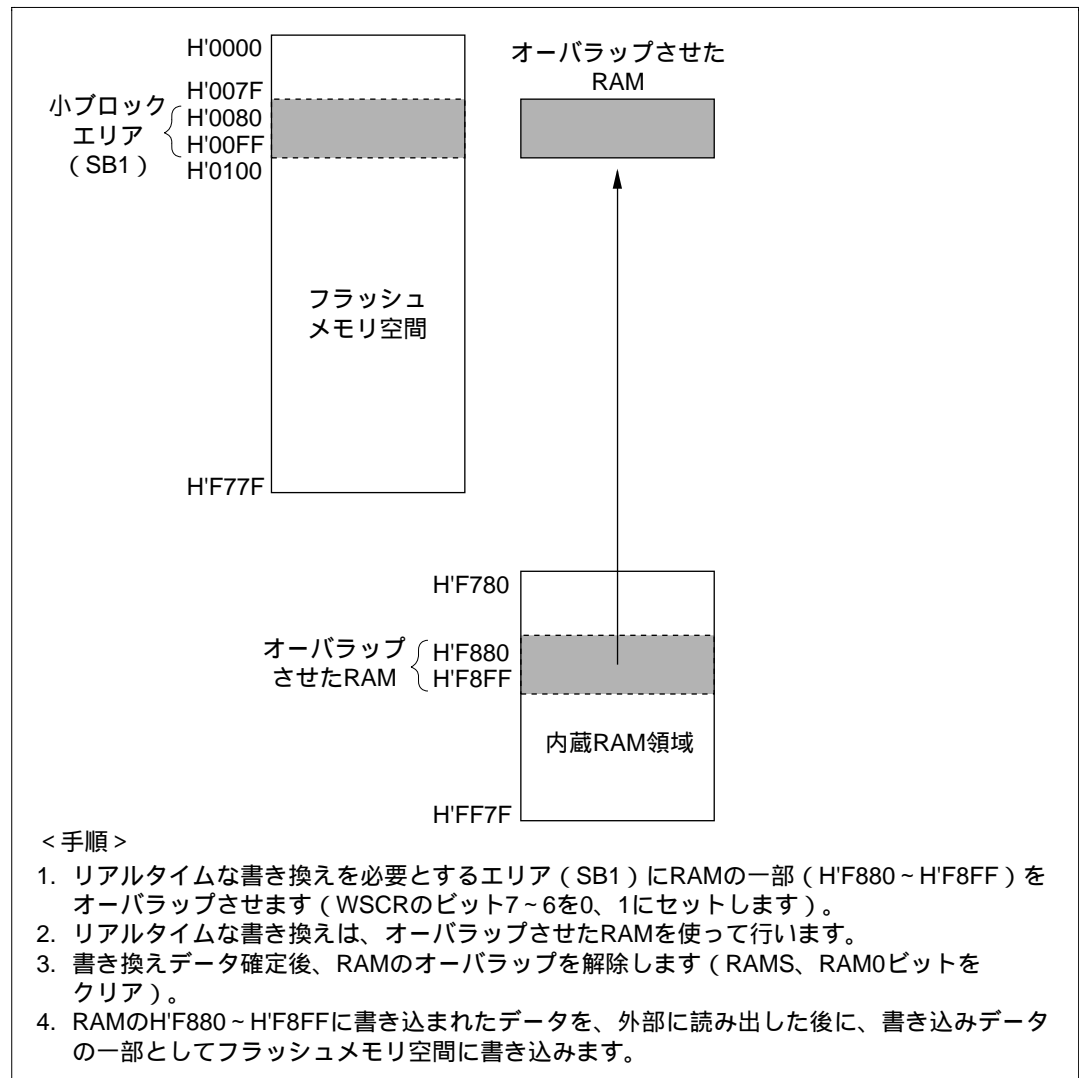 H'0000
H'007F
小ブロック
エリア
（SB1）
H'0080
H'00FF
H'0100
オーバラップさせた
RAM
フラッシュ
メモリ空間
H'F77F
H'F780
オーバラップ
させたRAM
H'F880
H'F8FF
内蔵RAM領域
H'FF7F
<手順>
1. リアルタイムな書き換えを必要とするエリア（SB1）にRAMの一部（H'F880~H'F8FF）を
オーバラップさせます（WSCRのビット7~6を0、1にセットします）。
2. リアルタイムな書き換えは、オーバラップさせたRAMを使って行います。
3. 書き換えデータ確定後、RAMのオーバラップを解除します（RAMS、RAM0ビットを
クリア）。
4. RAMのH'F880~H'F8FFに書き込まれたデータを、外部に読み出した後に、書き込みデータ
の一部としてフラッシュメモリ空間に書き込みます。